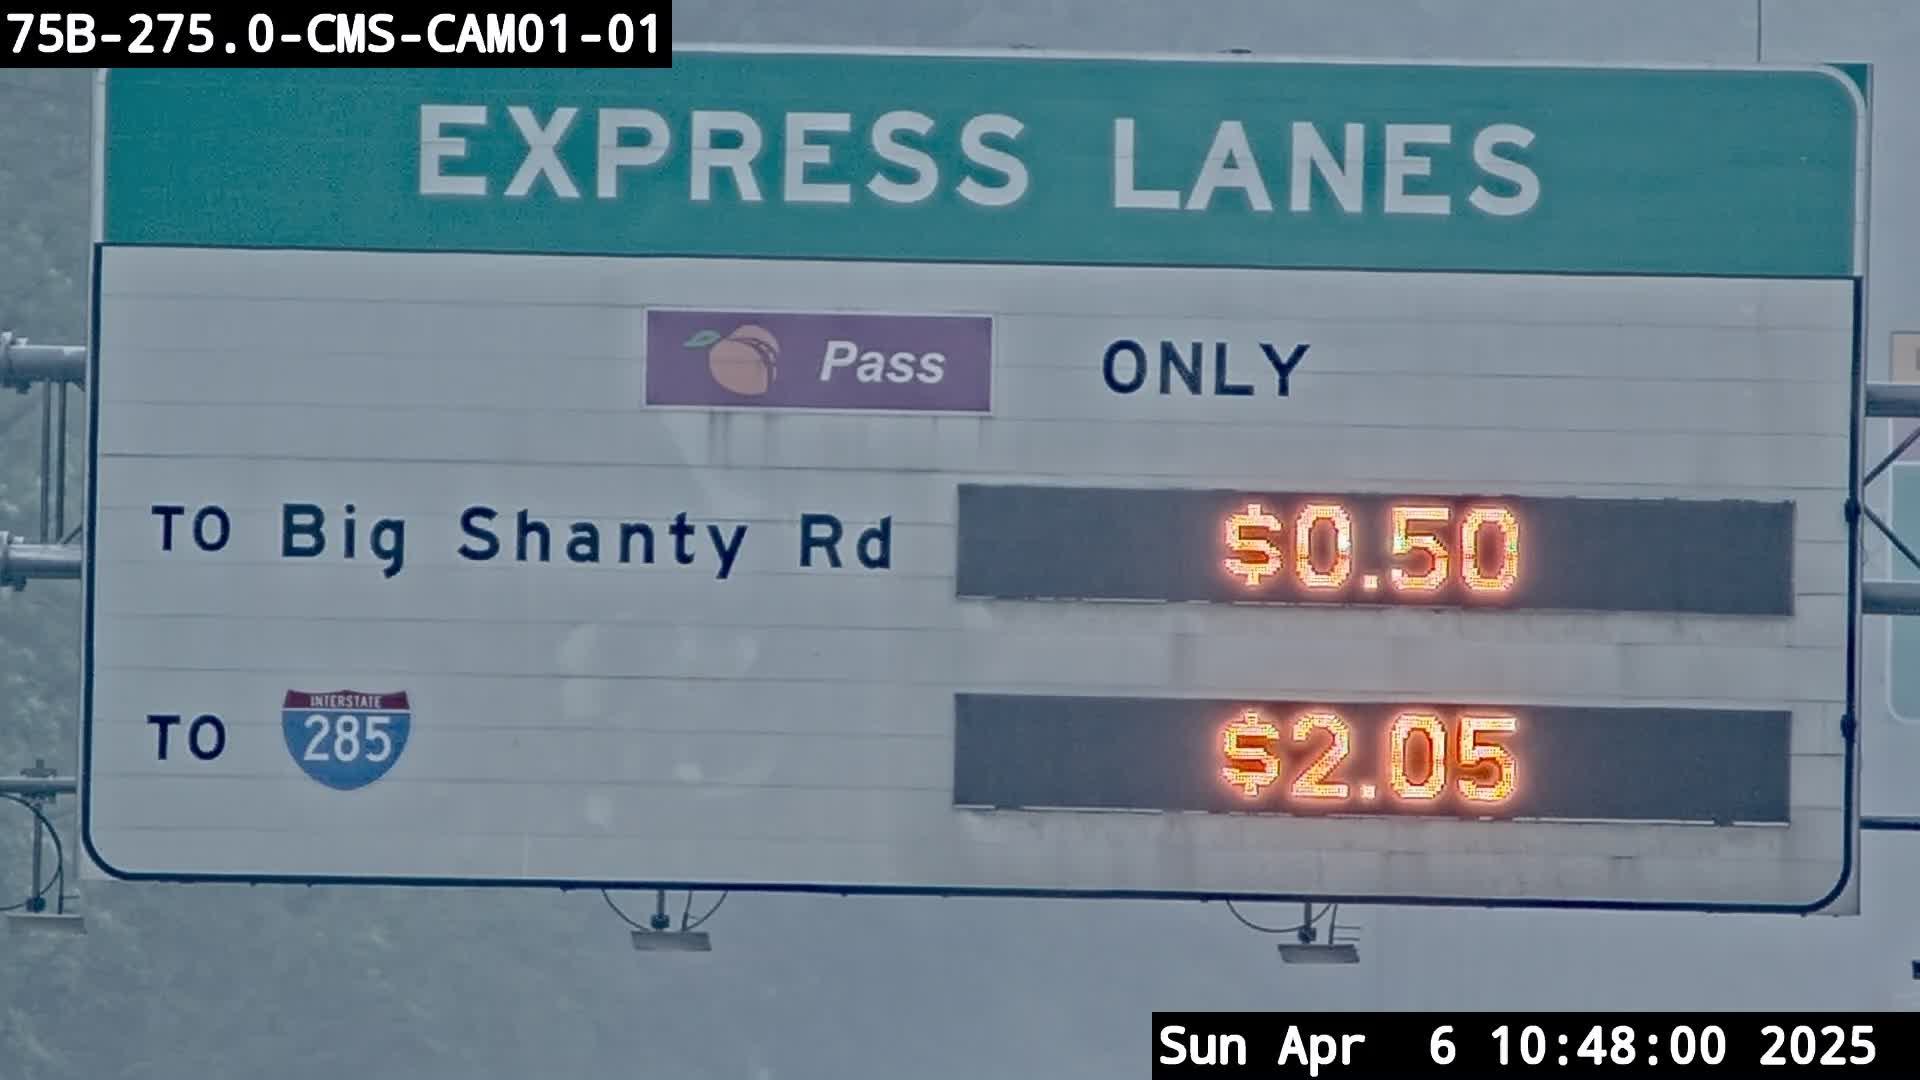 75B-275.0-CMS-CAM01-01
EXPRESS LANES
Pass ONLY
TO Big Shanty Rd $0.50
TO INTERSTATE 285 $2.05
Sun Apr 6 10:48:00 2025